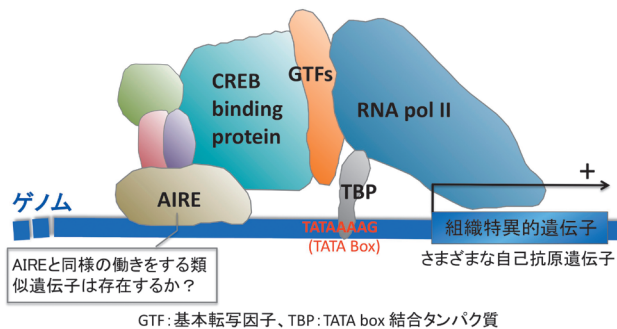 CREB
binding
protein
GTFs
RNA pol II
AIRE
TBP
+
ゲノム
TATAAAAG
(TATA Box)
組織特異的遺伝子
さまざまな自己抗原遺伝子
AIREと同様の働きをする類
似遺伝子は存在するか？
GTF：基本転写因子、TBP：TATA box 結合タンパク質